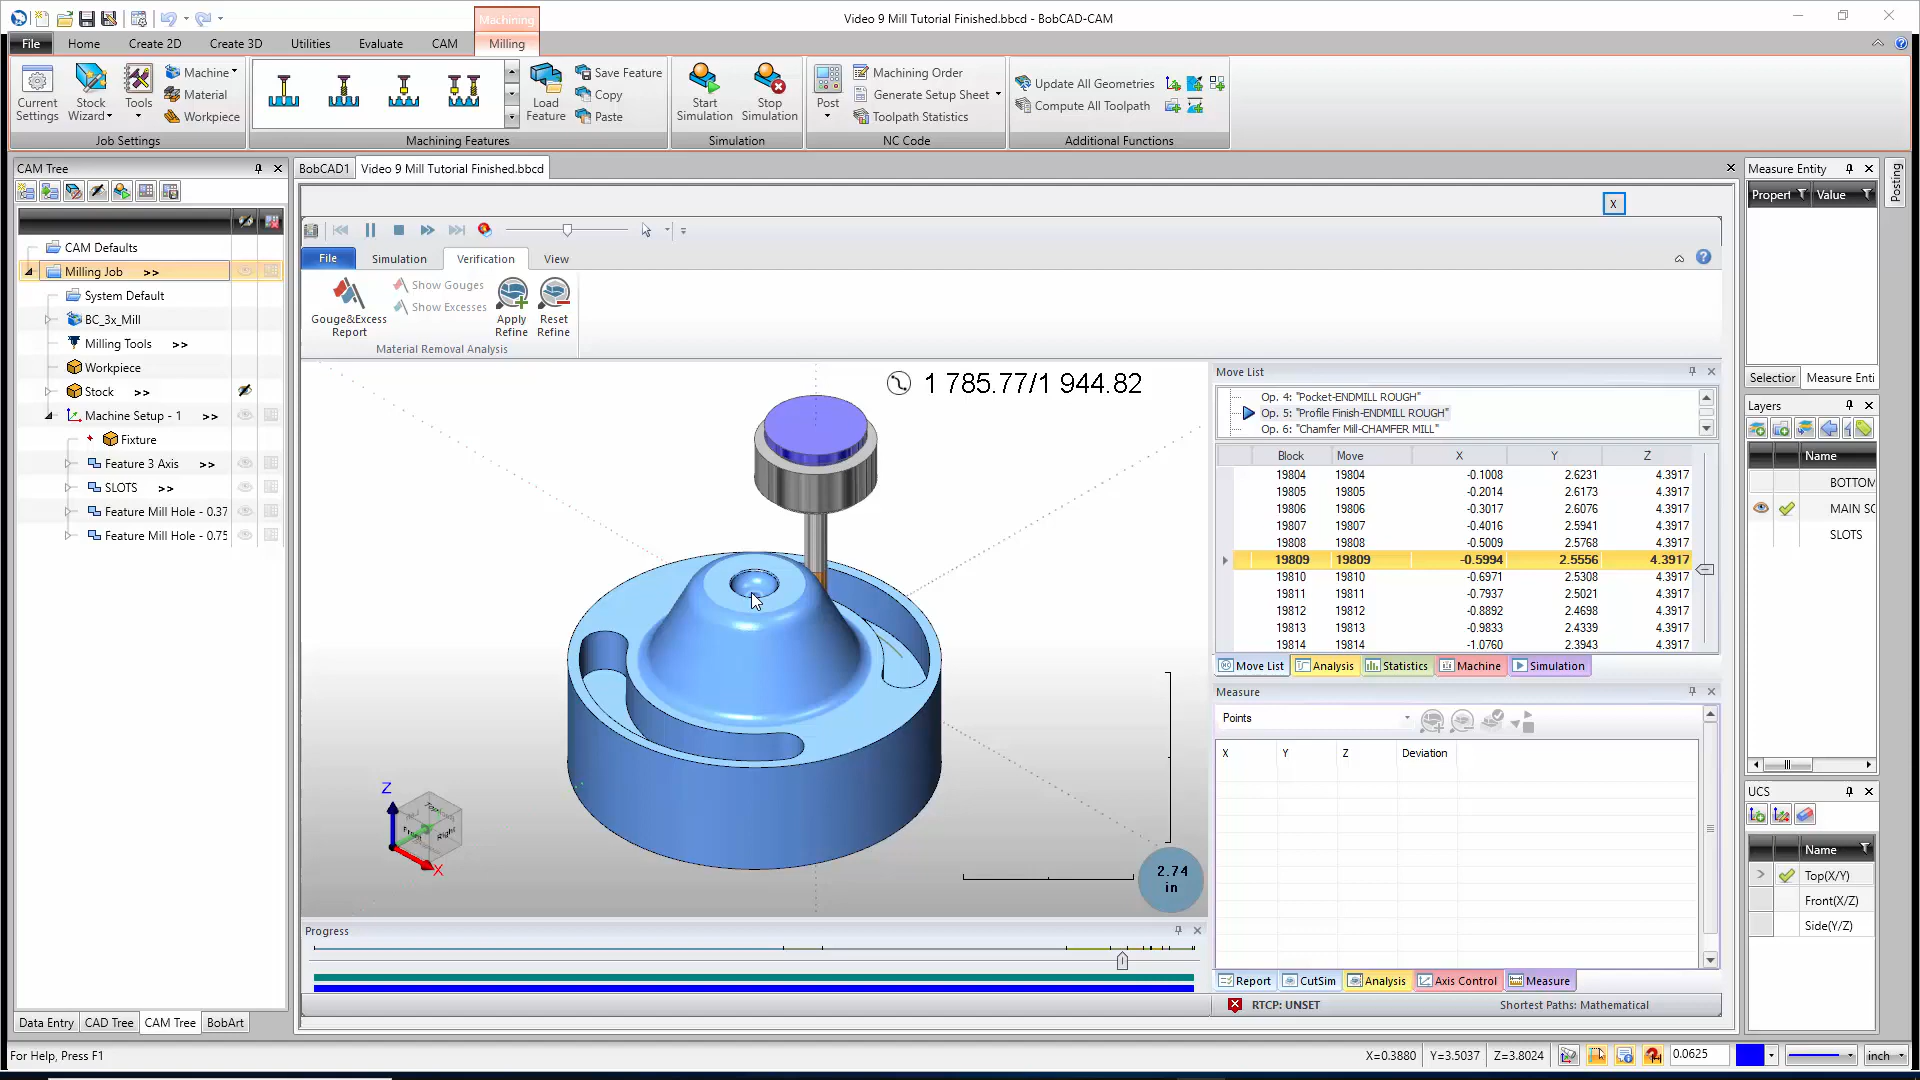 Video 9 Mill Tutorial Finished.bbcd - BobCAD-CAM
Machining
File Home Create 2D Create 3D Utilities Evaluate CAM Milling
Current Settings
Stock Wizard
Tools
Machine
Material
Workpiece
Job Settings
Load Feature
Save Feature
Copy
Paste
Machining Features
Start Simulation
Stop Simulation
Simulation
Post
Machining Order
Generate Setup Sheet
Toolpath Statistics
NC Code
Update All Geometries
Compute All Toolpath
Additional Functions
CAM Tree
CAM Defaults
Milling Job >>
System Default
BC_3x_Mill
Milling Tools >>
Workpiece
Stock >>
Machine Setup - 1 >>
Fixture
Feature 3 Axis >>
SLOTS >>
Feature Mill Hole - 0.37
Feature Mill Hole - 0.75
Data Entry CAD Tree CAM Tree BobArt
BobCAD1 Video 9 Mill Tutorial Finished.bbcd
X
File Simulation Verification View
Gouge&Excess Report
Show Gouges
Show Excesses
Apply Refine
Reset Refine
Material Removal Analysis
1 785.77/1 944.82
Z
X
Top
Front
Right
2.74
in
Progress
Move List
Op. 4: "Pocket-ENDMILL ROUGH"
Op. 5: "Profile Finish-ENDMILL ROUGH"
Op. 6: "Chamfer Mill-CHAMFER MILL"
Block Move X Y Z
19804 19804 -0.1008 2.6231 4.3917
19805 19805 -0.2014 2.6173 4.3917
19806 19806 -0.3017 2.6076 4.3917
19807 19807 -0.4016 2.5941 4.3917
19808 19808 -0.5009 2.5768 4.3917
19809 19809 -0.5994 2.5556 4.3917
19810 19810 -0.6971 2.5308 4.3917
19811 19811 -0.7937 2.5021 4.3917
19812 19812 -0.8892 2.4698 4.3917
19813 19813 -0.9833 2.4339 4.3917
19814 19814 -1.0760 2.3943 4.3917
Move List Analysis Statistics Machine Simulation
Measure
Points
X Y Z Deviation
Report CutSim Analysis Axis Control Measure
RTCP: UNSET Shortest Paths: Mathematical
Measure Entity
Propert Value
Selection Measure Enti
Layers
Name
BOTTOM
MAIN SC
SLOTS
UCS
Name
Top(X/Y)
Front(X/Z)
Side(Y/Z)
Posting
For Help, Press F1
X=0.3880 Y=3.5037 Z=3.8024 0.0625 inch